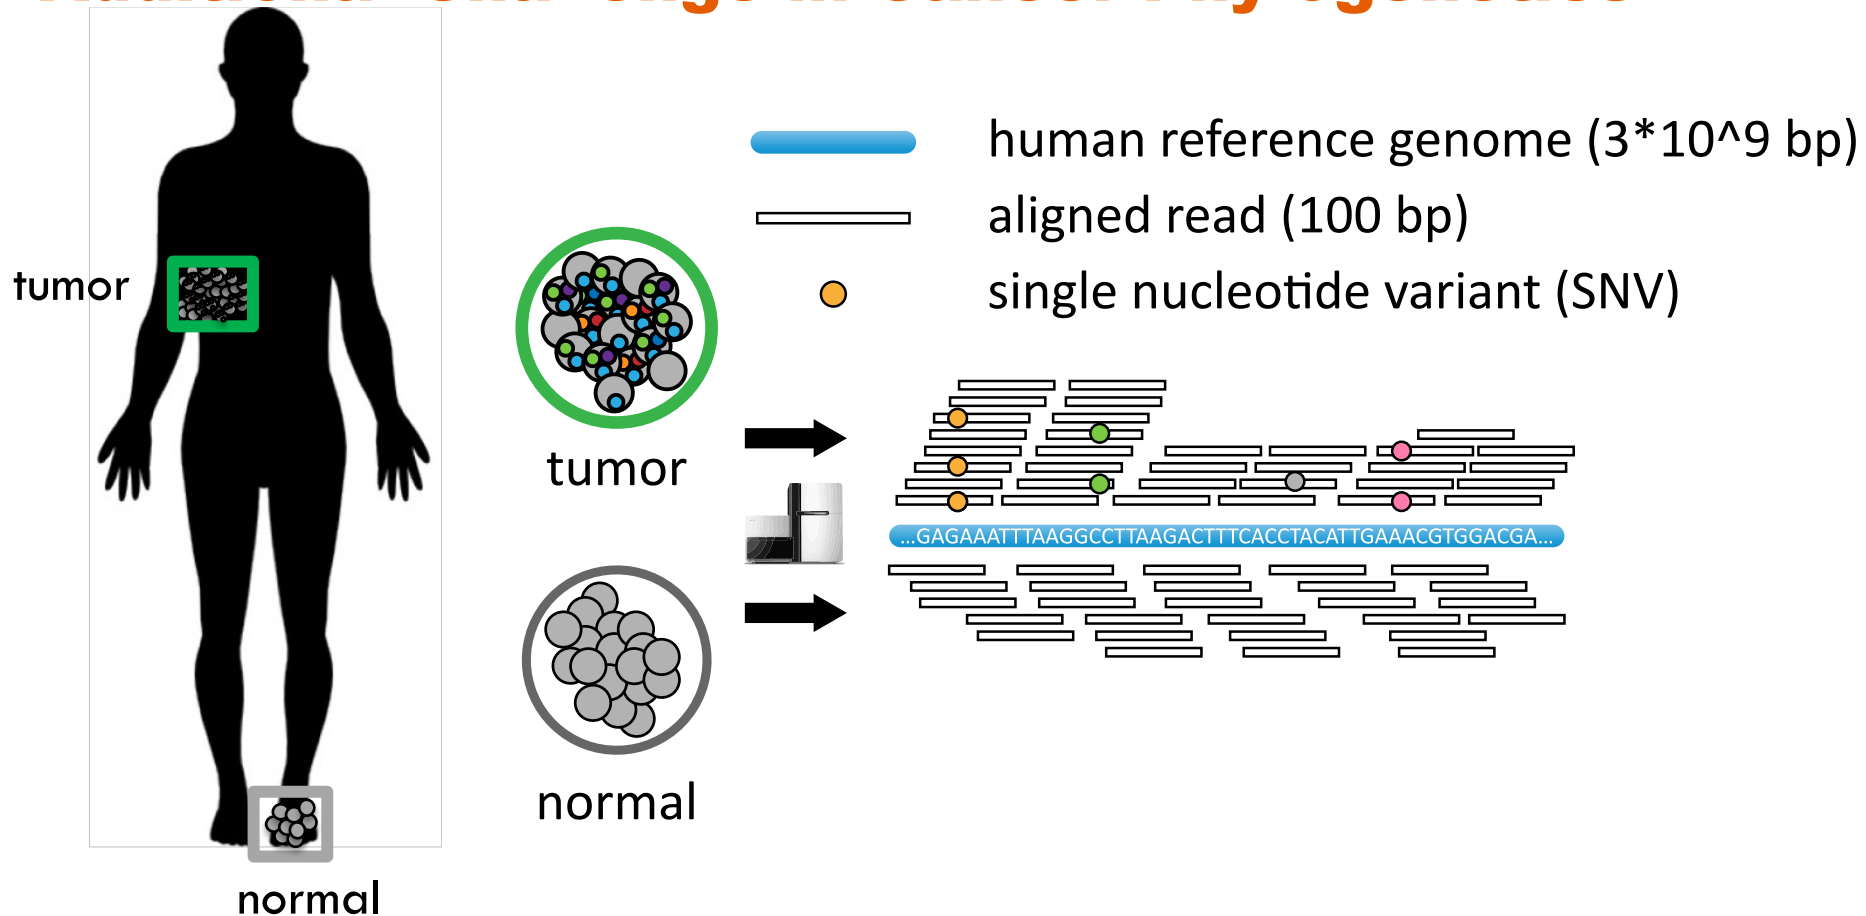 human reference genome (3*10^9 bp)
aligned read (100 bp)
single nucleotide variant (SNV)
tumor
tumor
...GAGAAATTTAAGGCCTTAAGACTTTCACCTACATTGAAACGTGGACGA...
normal
normal